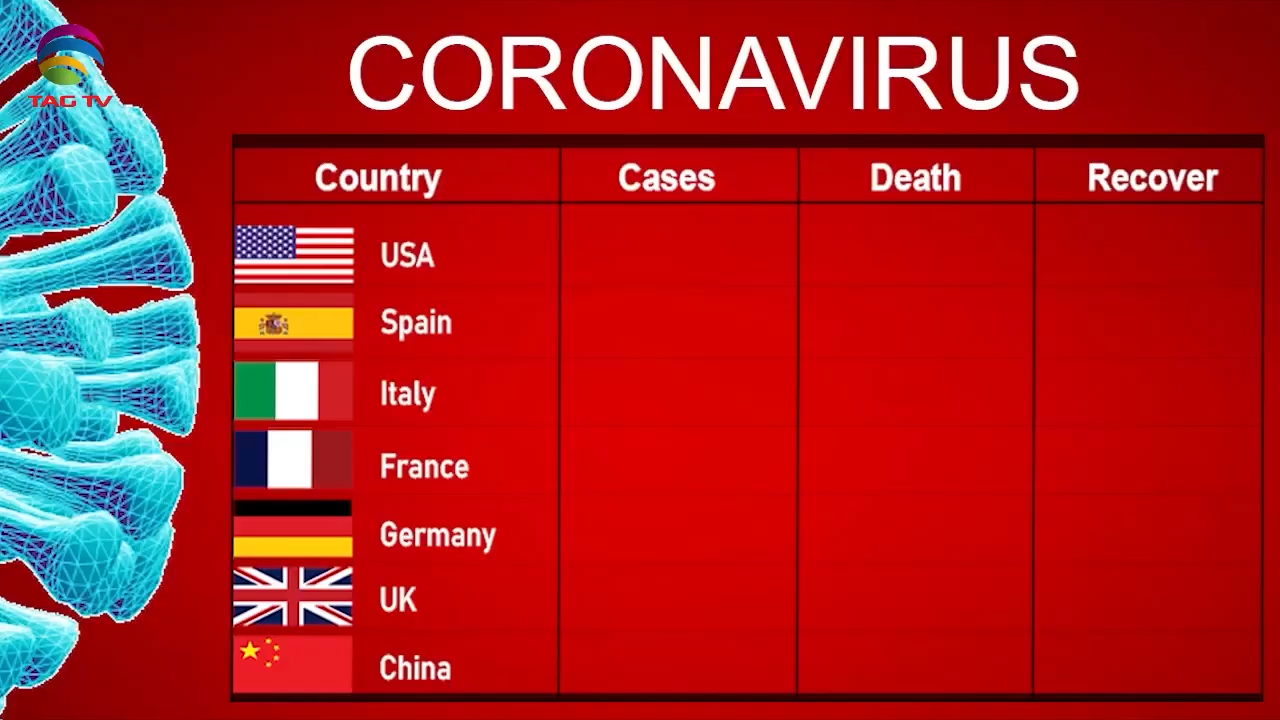 TAG TV
CORONAVIRUS
Country Cases Death Recover
USA
Spain
Italy
France
Germany
UK
China